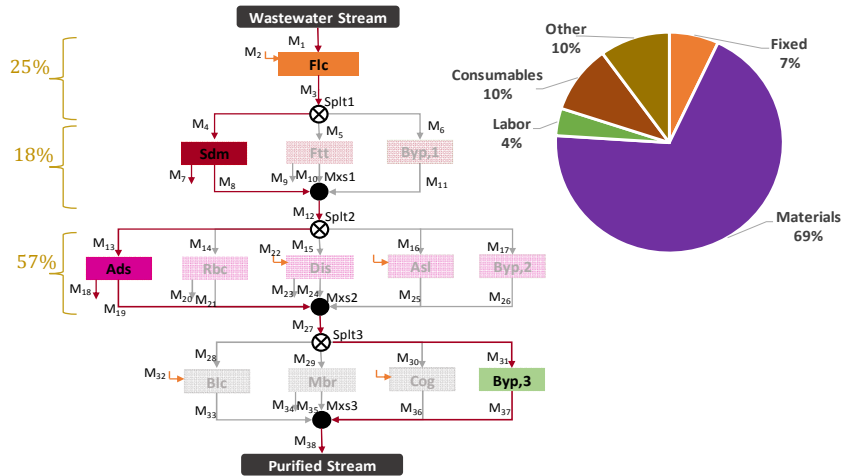 Wastewater Stream
M1
M2
Flc
25%
M3
Splt1
M4
M5
M6
18%
Sdm
Ftt
Byp,1
M7
M8
M9
M10
Mxs1
M11
M12
Splt2
M13
M14
M15
M16
M17
M22
57%
Ads
Rbc
Dis
Asl
Byp,2
M18
M19
M20
M21
M23
M24
Mxs2
M25
M26
M27
Splt3
M28
M29
M30
M31
M32
Blc
Mbr
Cog
Byp,3
M33
M34
M35
Mxs3
M36
M37
M38
Purified Stream
Other
10%
Fixed
7%
Consumables
10%
Labor
4%
Materials
69%